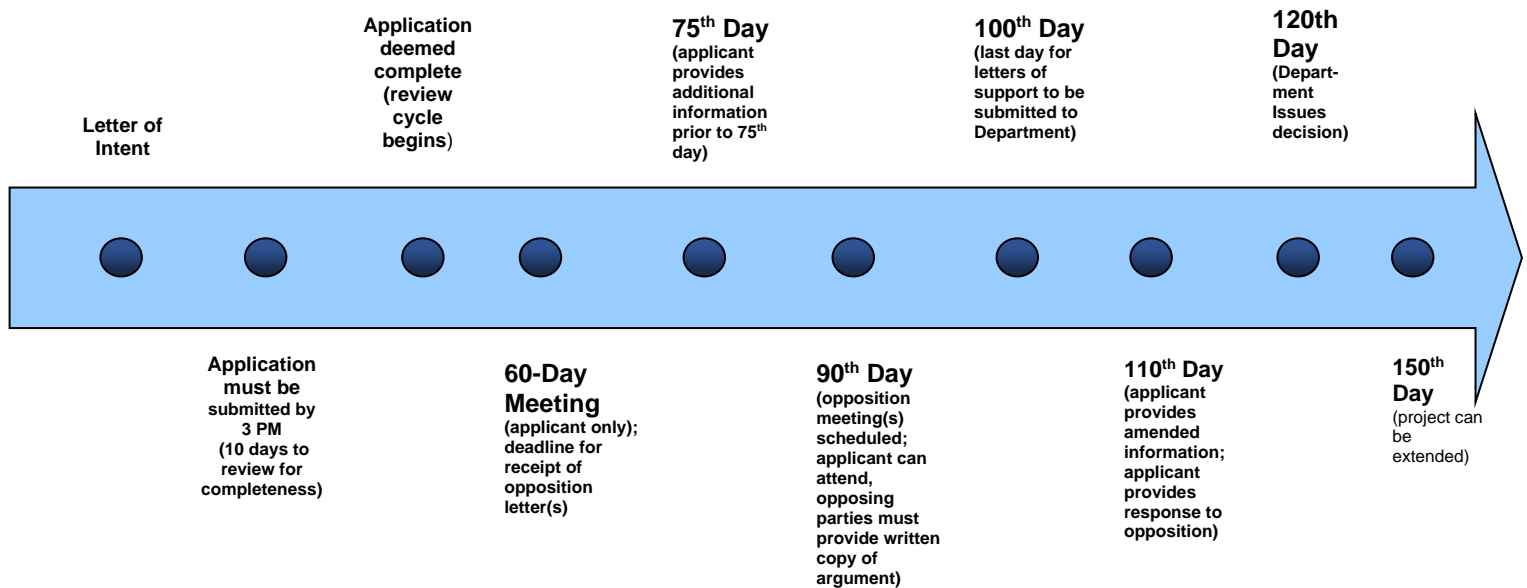 Letter of
Intent
Application
must be
submitted by
3 PM
(10 days to
review for
completeness)
Application
deemed
complete
(review
cycle
begins)
60-Day
Meeting
(applicant only);
deadline for
receipt of
opposition
letter(s)
75th Day
(applicant
provides
additional
information
prior to 75th
day)
90th Day
(opposition
meeting(s)
scheduled;
applicant can
attend,
opposing
parties must
provide written
copy of
argument)
100th Day
(last day for
letters of
support to be
submitted to
Department)
110th Day
(applicant
provides
amended
information;
applicant
provides
response to
opposition)
120th
Day
(Depart-
ment
Issues
decision)
150th
Day
(project can
be
extended)